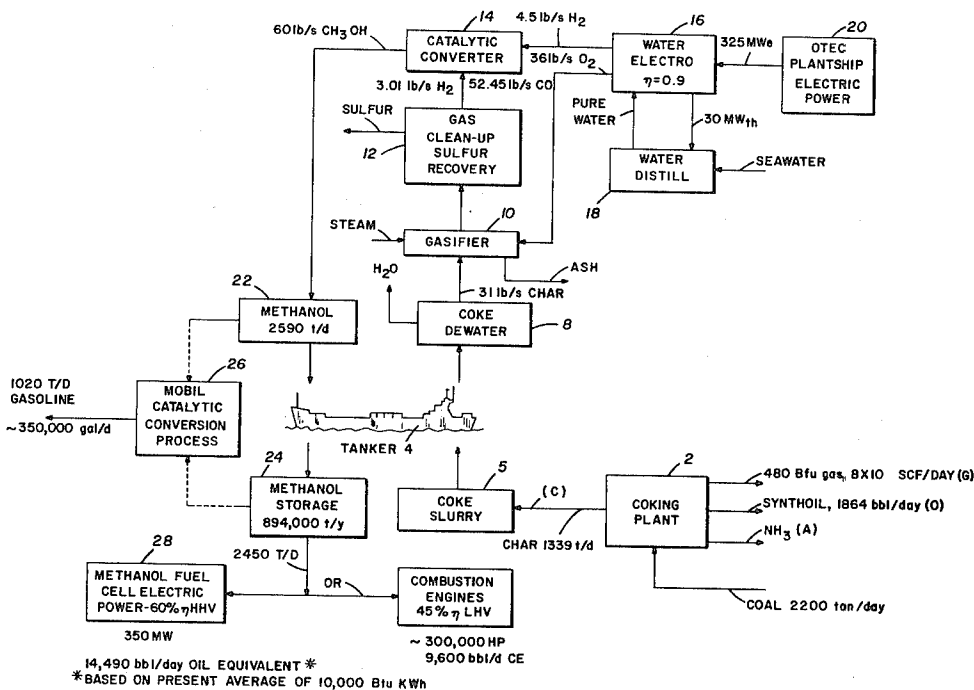 60 lb/s CH3OH
14
CATALYTIC
CONVERTER
4.5 lb/s H2
36 lb/s O2
16
WATER
ELECTRO
η=0.9
325 MWe
20
OTEC
PLANTSHIP
ELECTRIC
POWER
3.01 lb/s H2
52.45 lb/s CO
SULFUR
12
GAS
CLEAN-UP
SULFUR
RECOVERY
PURE
WATER
30 MWth
WATER
DISTILL
18
SEAWATER
10
STEAM
GASIFIER
ASH
H2O
31 lb/s CHAR
COKE
DEWATER
8
22
METHANOL
2590 t/d
26
1020 T/D
GASOLINE
~350,000 gal/d
MOBIL
CATALYTIC
CONVERSION
PROCESS
TANKER 4
24
METHANOL
STORAGE
894,000 t/y
5
COKE
SLURRY
(C)
CHAR 1339 t/d
2
COKING
PLANT
480 Btu gas, 8X10 SCF/DAY (G)
SYNTHOIL, 1864 bbl/day (O)
NH3 (A)
COAL 2200 ton/day
28
METHANOL FUEL
CELL ELECTRIC
POWER-60% η HHV
350 MW
2450 T/D
OR
COMBUSTION
ENGINES
45% η LHV
~ 300,000 HP
9,600 bbl/d CE
14,490 bbl/day OIL EQUIVALENT *
*BASED ON PRESENT AVERAGE OF 10,000 Btu KWh